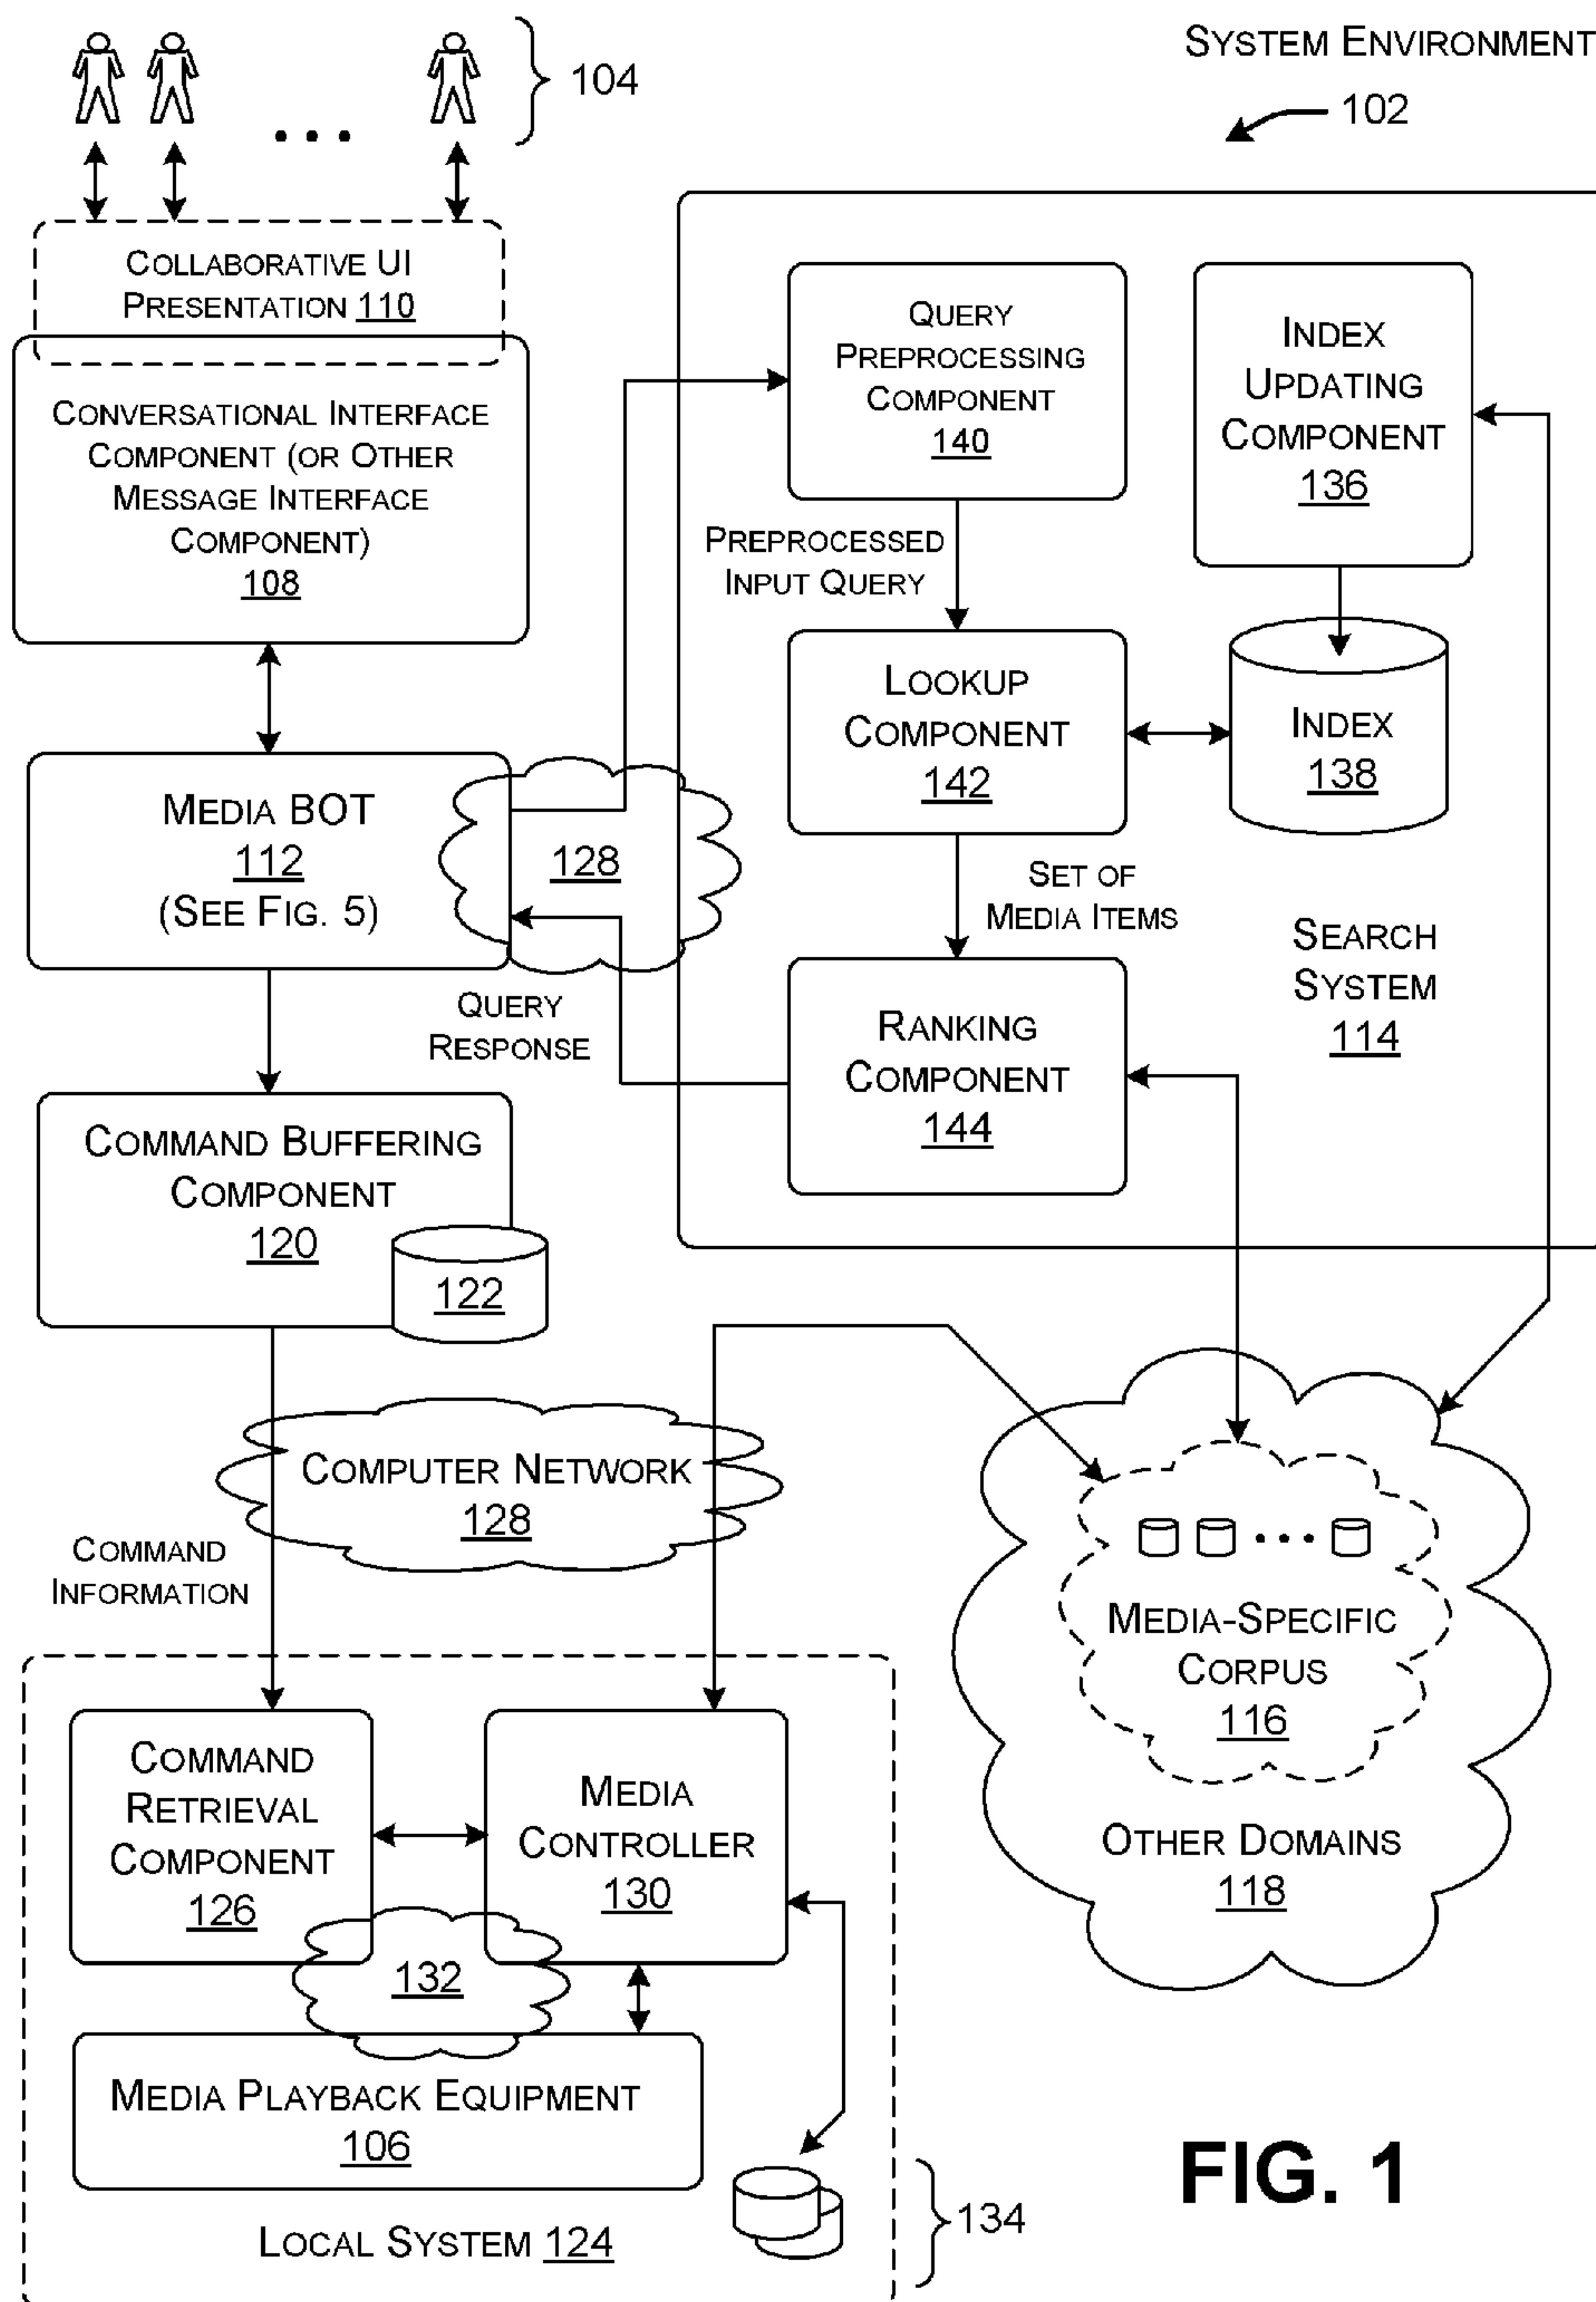 SYSTEM ENVIRONMENT
102
104
COLLABORATIVE UI
PRESENTATION 110
CONVERSATIONAL INTERFACE
COMPONENT (OR OTHER
MESSAGE INTERFACE
COMPONENT)
108
MEDIA BOT
112
(SEE FIG. 5)
128
QUERY
RESPONSE
COMMAND BUFFERING
COMPONENT
120
122
QUERY
PREPROCESSING
COMPONENT
140
PREPROCESSED
INPUT QUERY
LOOKUP
COMPONENT
142
SET OF
MEDIA ITEMS
RANKING
COMPONENT
144
INDEX
UPDATING
COMPONENT
136
INDEX
138
SEARCH
SYSTEM
114
COMPUTER NETWORK
128
COMMAND
INFORMATION
MEDIA-SPECIFIC
CORPUS
116
OTHER DOMAINS
118
COMMAND
RETRIEVAL
COMPONENT
126
MEDIA
CONTROLLER
130
132
MEDIA PLAYBACK EQUIPMENT
106
LOCAL SYSTEM 124
134
FIG. 1